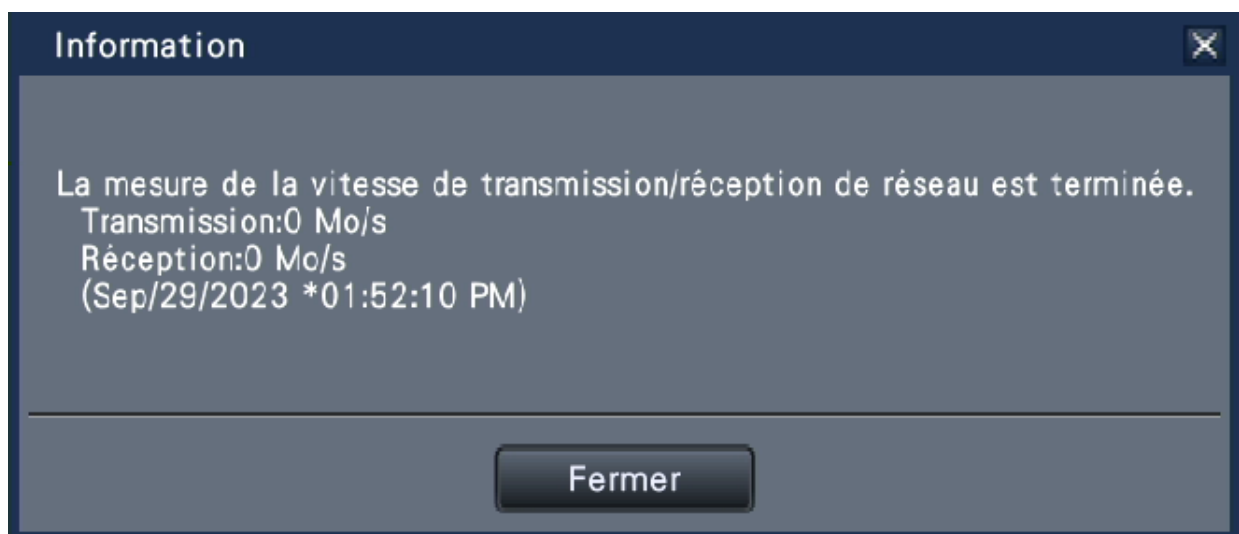 Information
La mesure de la vitesse de transmission/réception de réseau est terminée.
Transmission:0 Mo/s
Réception:0 Mo/s
(Sep/29/2023 *01:52:10 PM)
Fermer